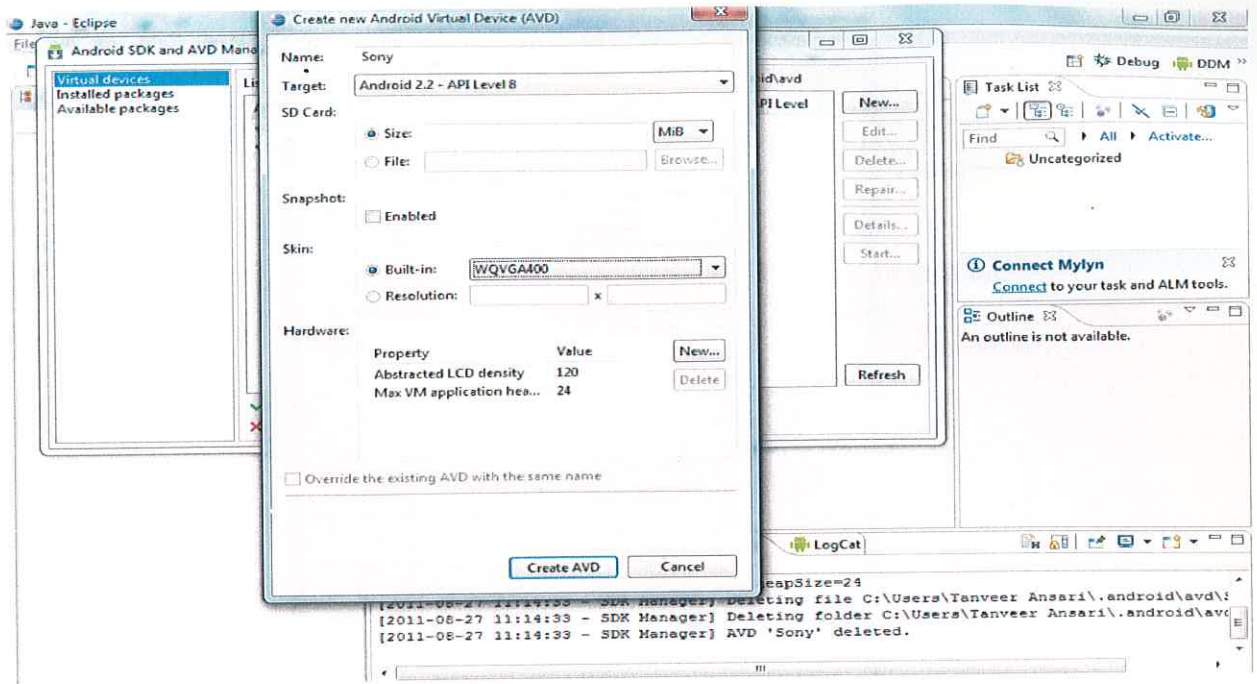 Java - Eclipse
File
Android SDK and AVD Mana
Virtual devices
Installed packages
Available packages
Create new Android Virtual Device (AVD)
Name: Sony
Target: Android 2.2 - API Level 8
SD Card:
Size: MiB
File: Browse...
Snapshot:
Enabled
Skin:
Built-in: WQVGA400
Resolution: x
Hardware:
Property Value New...
Abstracted LCD density 120 Delete
Max VM application hea... 24
Override the existing AVD with the same name
Create AVD Cancel
id\avd
PI Level
New...
Edit...
Delete...
Repair...
Details...
Start...
Refresh
Debug DDM »
Task List
Find All Activate...
Uncategorized
Connect Mylyn
Connect to your task and ALM tools.
Outline
An outline is not available.
LogCat
eapSize=24
[2011-08-27 11:14:33 - SDK Manager] Deleting file C:\Users\Tanveer Ansari\.android\avd\
[2011-08-27 11:14:33 - SDK Manager] Deleting folder C:\Users\Tanveer Ansari\.android\avd
[2011-08-27 11:14:33 - SDK Manager] AVD 'Sony' deleted.